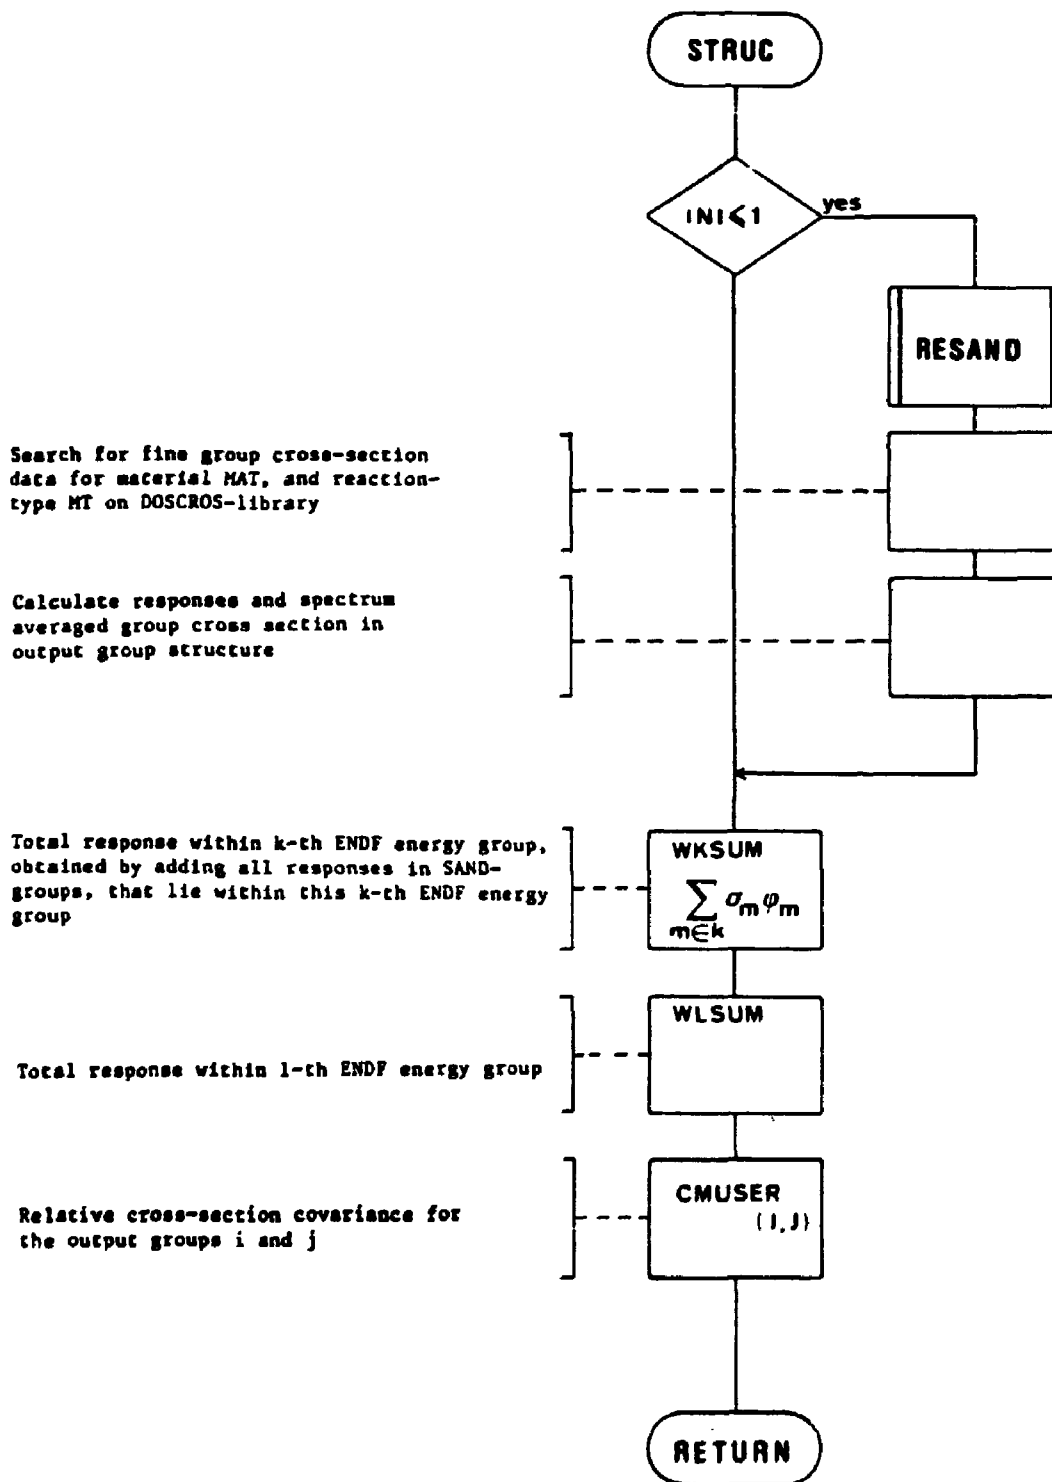 STRUC
INI⩽1
yes
RESAND
Search for fine group cross-section
data for material MAT, and reaction-
type MT on DOSCROS-library
Calculate responses and spectrum
averaged group cross section in
output group structure
Total response within k-th ENDF energy group,
obtained by adding all responses in SAND-
groups, that lie within this k-th ENDF energy
group
WKSUM
∑ σm φm
m∈k
WLSUM
Total response within l-th ENDF energy group
CMUSER
(I,J)
Relative cross-section covariance for
the output groups i and j
RETURN